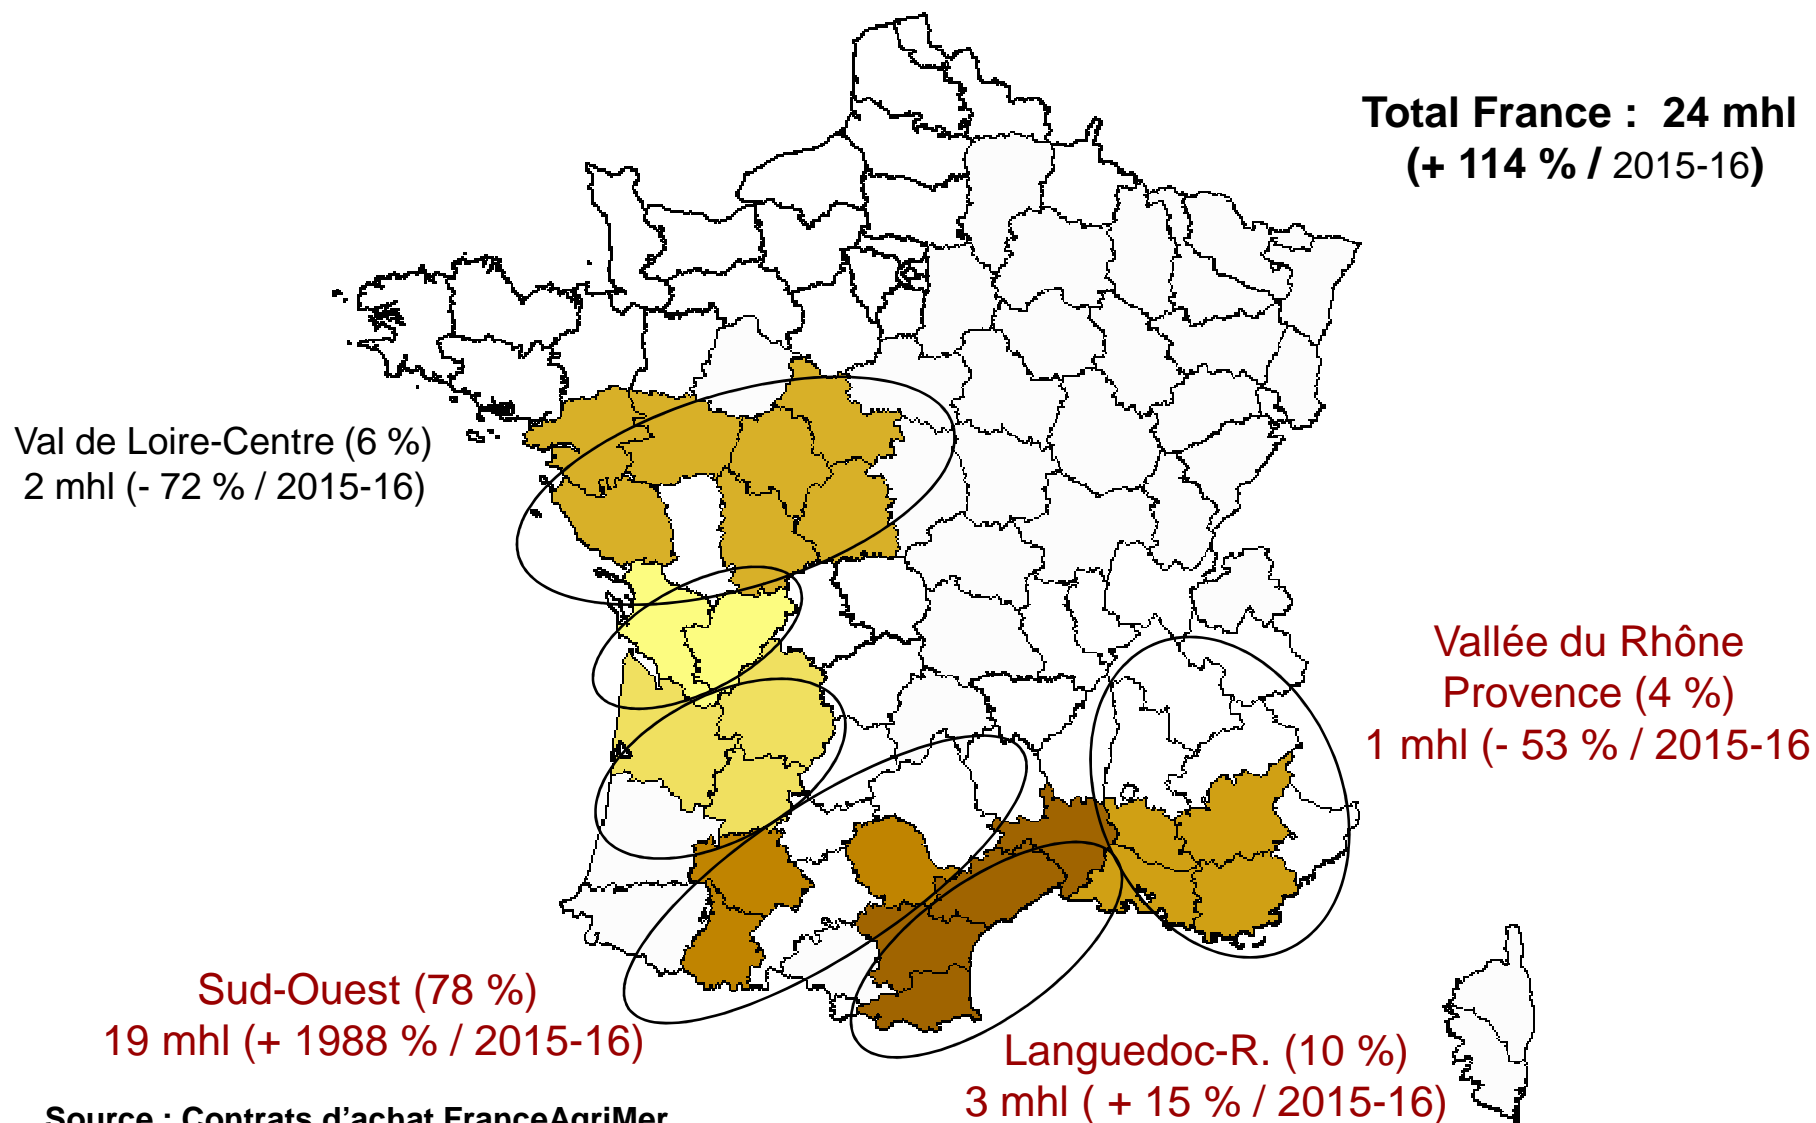 Total France : 24 mhl
(+ 114 % / 2015-16)
Val de Loire-Centre (6 %)
2 mhl (- 72 % / 2015-16)
Vallée du Rhône
Provence (4 %)
1 mhl (- 53 % / 2015-16
Sud-Ouest (78 %)
19 mhl (+ 1988 % / 2015-16)
Languedoc-R. (10 %)
3 mhl ( + 15 % / 2015-16)
Source : Contrats d'achat FranceAgriMer